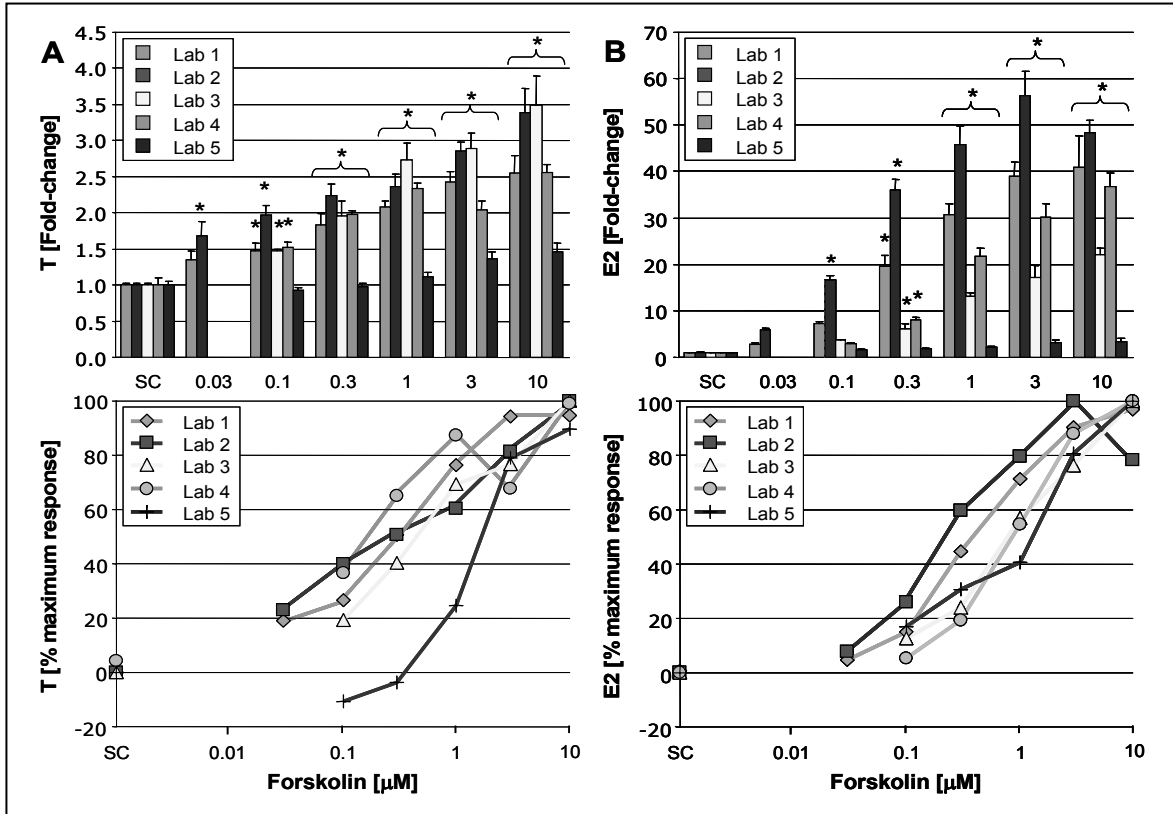 A
T [Fold-change]
4.5
4.0
3.5
3.0
2.5
2.0
1.5
1.0
0.5
0.0
Lab 1
Lab 2
Lab 3
Lab 4
Lab 5
*
*
*
*
*
*
*
*
*
*
SC 0.03 0.1 0.3 1 3 10
B
E2 [Fold-change]
70
60
50
40
30
20
10
0
Lab 1
Lab 2
Lab 3
Lab 4
Lab 5
*
*
*
*
*
*
*
*
SC 0.03 0.1 0.3 1 3 10
T [% maximum response]
100
80
60
40
20
0
-20
Lab 1
Lab 2
Lab 3
Lab 4
Lab 5
SC 0.01 0.1 1 10
Forskolin [μM]
E2 [% maximum response]
100
80
60
40
20
0
-20
Lab 1
Lab 2
Lab 3
Lab 4
Lab 5
SC 0.01 0.1 1 10
Forskolin [μM]